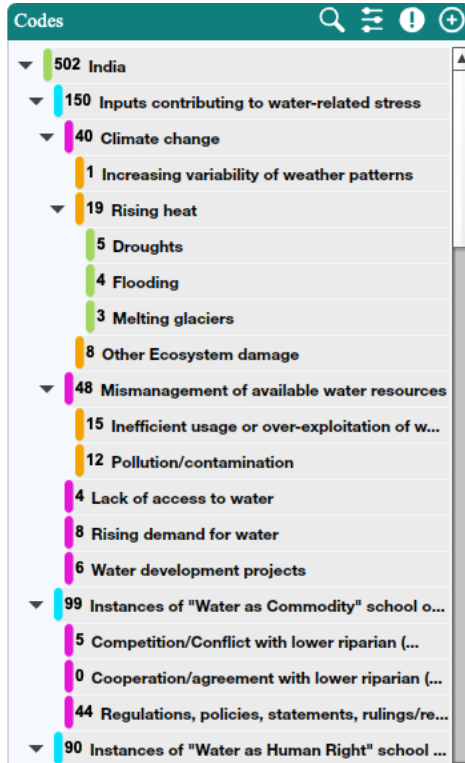 Codes
502 India
150 Inputs contributing to water-related stress
40 Climate change
1 Increasing variability of weather patterns
19 Rising heat
5 Droughts
4 Flooding
3 Melting glaciers
8 Other Ecosystem damage
48 Mismanagement of available water resources
15 Inefficient usage or over-exploitation of w...
12 Pollution/contamination
4 Lack of access to water
8 Rising demand for water
6 Water development projects
99 Instances of "Water as Commodity" school o...
5 Competition/Conflict with lower riparian (...
0 Cooperation/agreement with lower riparian (...
44 Regulations, policies, statements, rulings/re...
90 Instances of "Water as Human Right" school ...